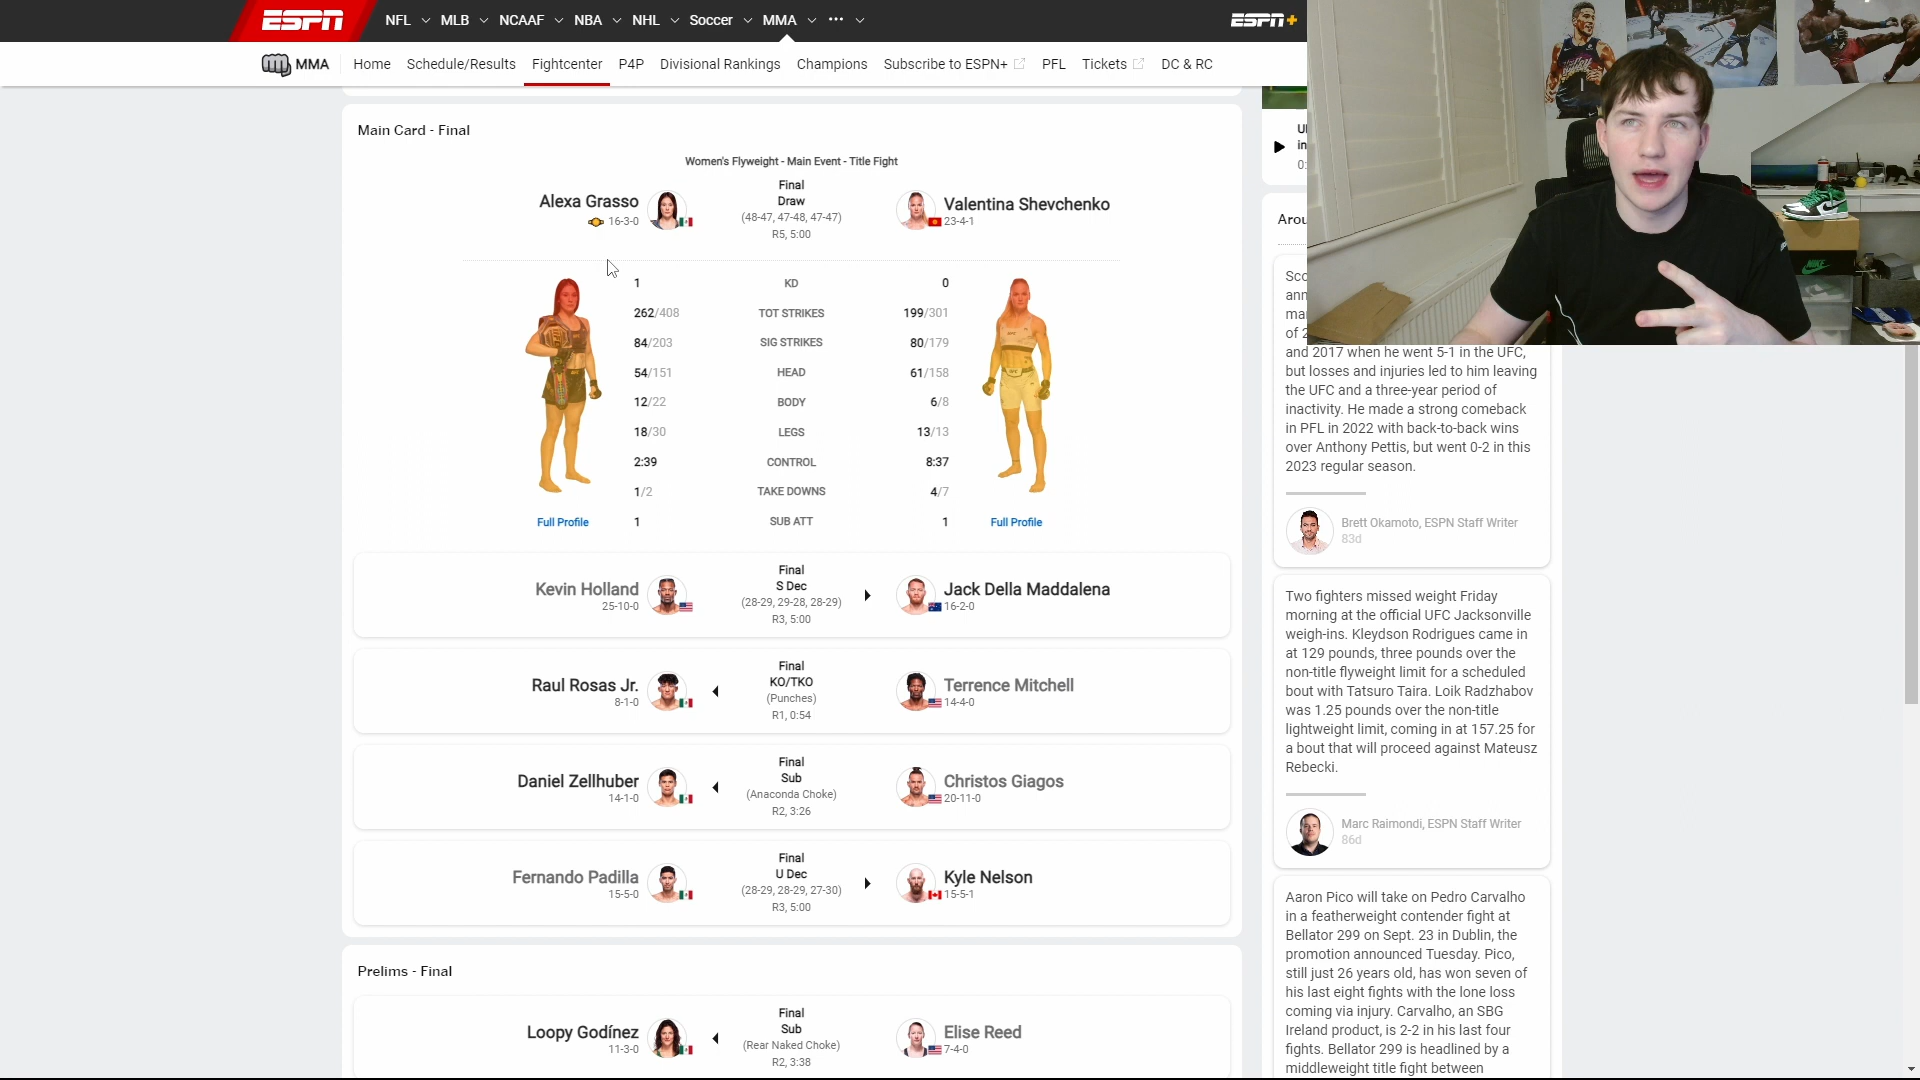 ESPN NFL MLB NCAAF NBA NHL Soccer MMA ••• ESPN+
MMA Home Schedule/Results Fightcenter P4P Divisional Rankings Champions Subscribe to ESPN+ PFL Tickets DC & RC
Main Card - Final
Women's Flyweight - Main Event - Title Fight
Alexa Grasso
16-3-0
Final
Draw
(48-47, 47-48, 47-47)
R5, 5:00
Valentina Shevchenko
23-4-1
1 KD 0
262/408 TOT STRIKES 199/301
84/203 SIG STRIKES 80/179
54/151 HEAD 61/158
12/22 BODY 6/8
18/30 LEGS 13/13
2:39 CONTROL 8:37
1/2 TAKE DOWNS 4/7
Full Profile 1 SUB ATT 1 Full Profile
Kevin Holland
25-10-0
Final
S Dec
(28-29, 29-28, 28-29)
R3, 5:00
Jack Della Maddalena
16-2-0
Raul Rosas Jr.
8-1-0
Final
KO/TKO
(Punches)
R1, 0:54
Terrence Mitchell
14-4-0
Daniel Zellhuber
14-1-0
Final
Sub
(Anaconda Choke)
R2, 3:26
Christos Giagos
20-11-0
Fernando Padilla
15-5-0
Final
U Dec
(28-29, 28-29, 27-30)
R3, 5:00
Kyle Nelson
15-5-1
Prelims - Final
Loopy Godínez
11-3-0
Final
Sub
(Rear Naked Choke)
R2, 3:38
Elise Reed
7-4-0
in
0:
Arou
Sco
ann
mar
of 2
and 2017 when he went 5-1 in the UFC,
but losses and injuries led to him leaving
the UFC and a three-year period of
inactivity. He made a strong comeback
in PFL in 2022 with back-to-back wins
over Anthony Pettis, but went 0-2 in this
2023 regular season.
Brett Okamoto, ESPN Staff Writer
83d
Two fighters missed weight Friday
morning at the official UFC Jacksonville
weigh-ins. Kleydson Rodrigues came in
at 129 pounds, three pounds over the
non-title flyweight limit for a scheduled
bout with Tatsuro Taira. Loik Radzhabov
was 1.25 pounds over the non-title
lightweight limit, coming in at 157.25 for
a bout that will proceed against Mateusz
Rebecki.
Marc Raimondi, ESPN Staff Writer
86d
Aaron Pico will take on Pedro Carvalho
in a featherweight contender fight at
Bellator 299 on Sept. 23 in Dublin, the
promotion announced Tuesday. Pico,
still just 26 years old, has won seven of
his last eight fights with the lone loss
coming via injury. Carvalho, an SBG
Ireland product, is 2-2 in his last four
fights. Bellator 299 is headlined by a
middleweight title fight between
NIKE